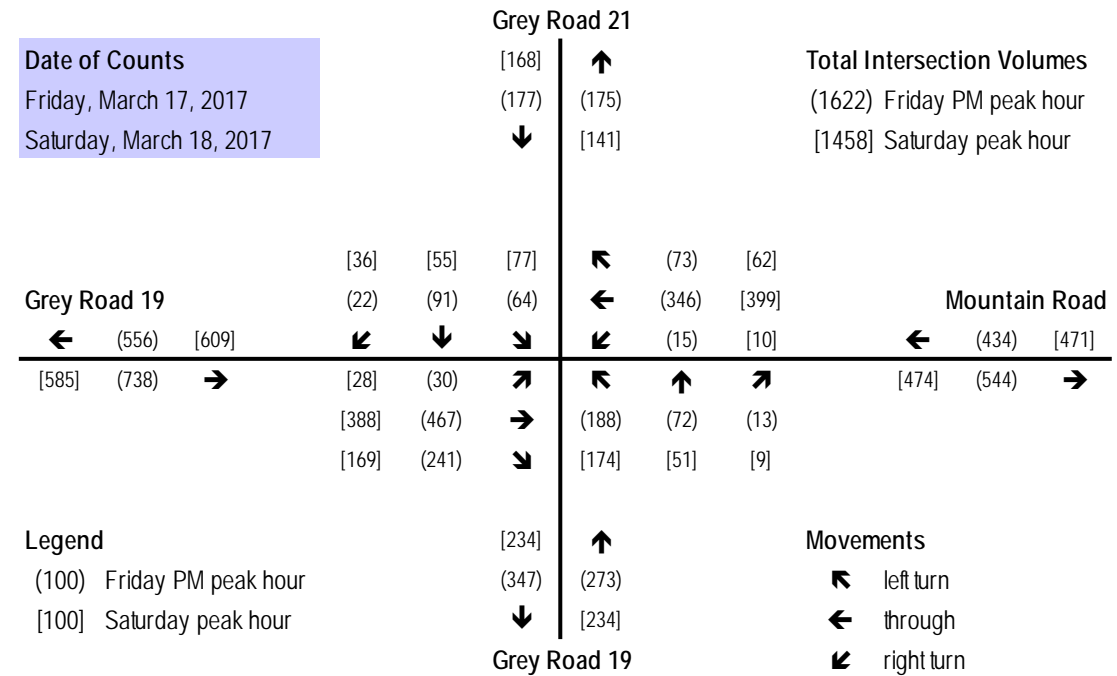 Grey Road 21
Date of Counts [168] Total Intersection Volumes
Friday, March 17, 2017 (177) (175) (1622) Friday PM peak hour
Saturday, March 18, 2017 [141] [1458] Saturday peak hour
[36] [55] [77] (73) [62]
Grey Road 19 (22) (91) (64) (346) [399] Mountain Road
(556) [609] (15) [10] (434) [471]
[585] (738) [28] (30) [474] (544)
[388] (467) (188) (72) (13)
[169] (241) [174] [51] [9]
Legend [234] Movements
(100) Friday PM peak hour (347) (273) left turn
[100] Saturday peak hour [234] through
Grey Road 19 right turn